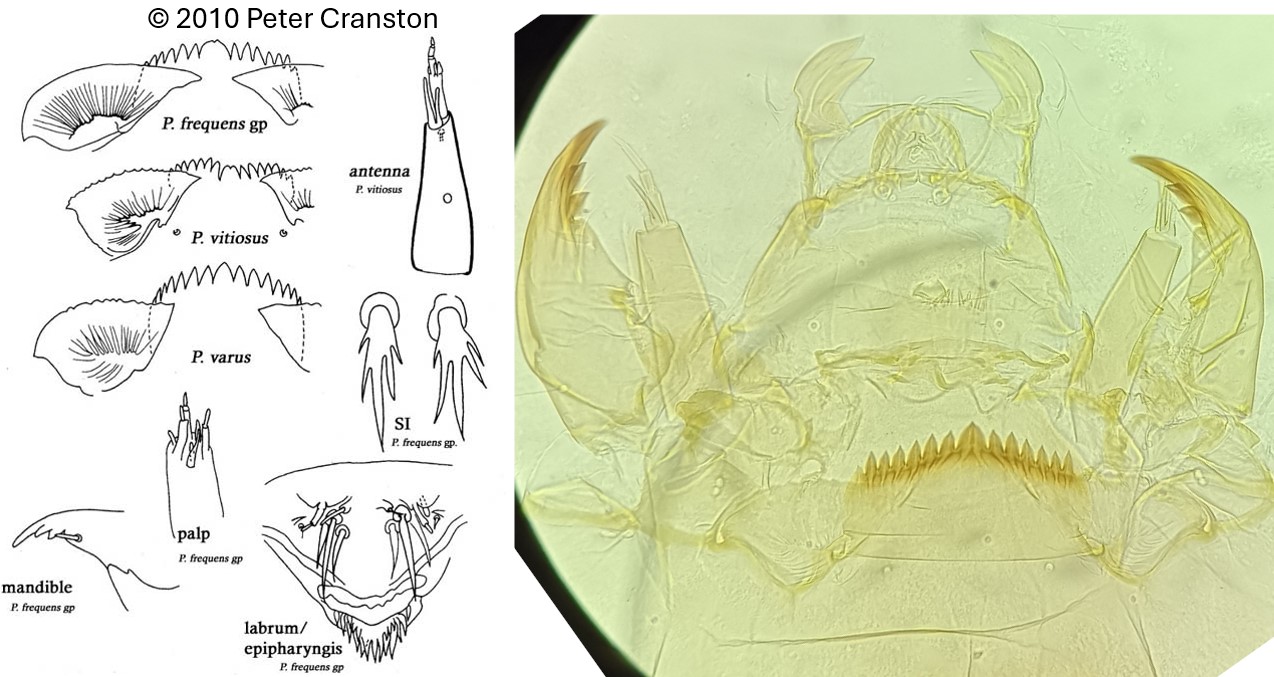 © 2010 Peter Cranston
P. frequens gp
antenna
P. vitiosus
P. vitiosus
P. varus
SI
P. frequens gp.
palp
P. frequens gp
mandible
P. frequens gp
labrum/
epipharyngis
P. frequens gp